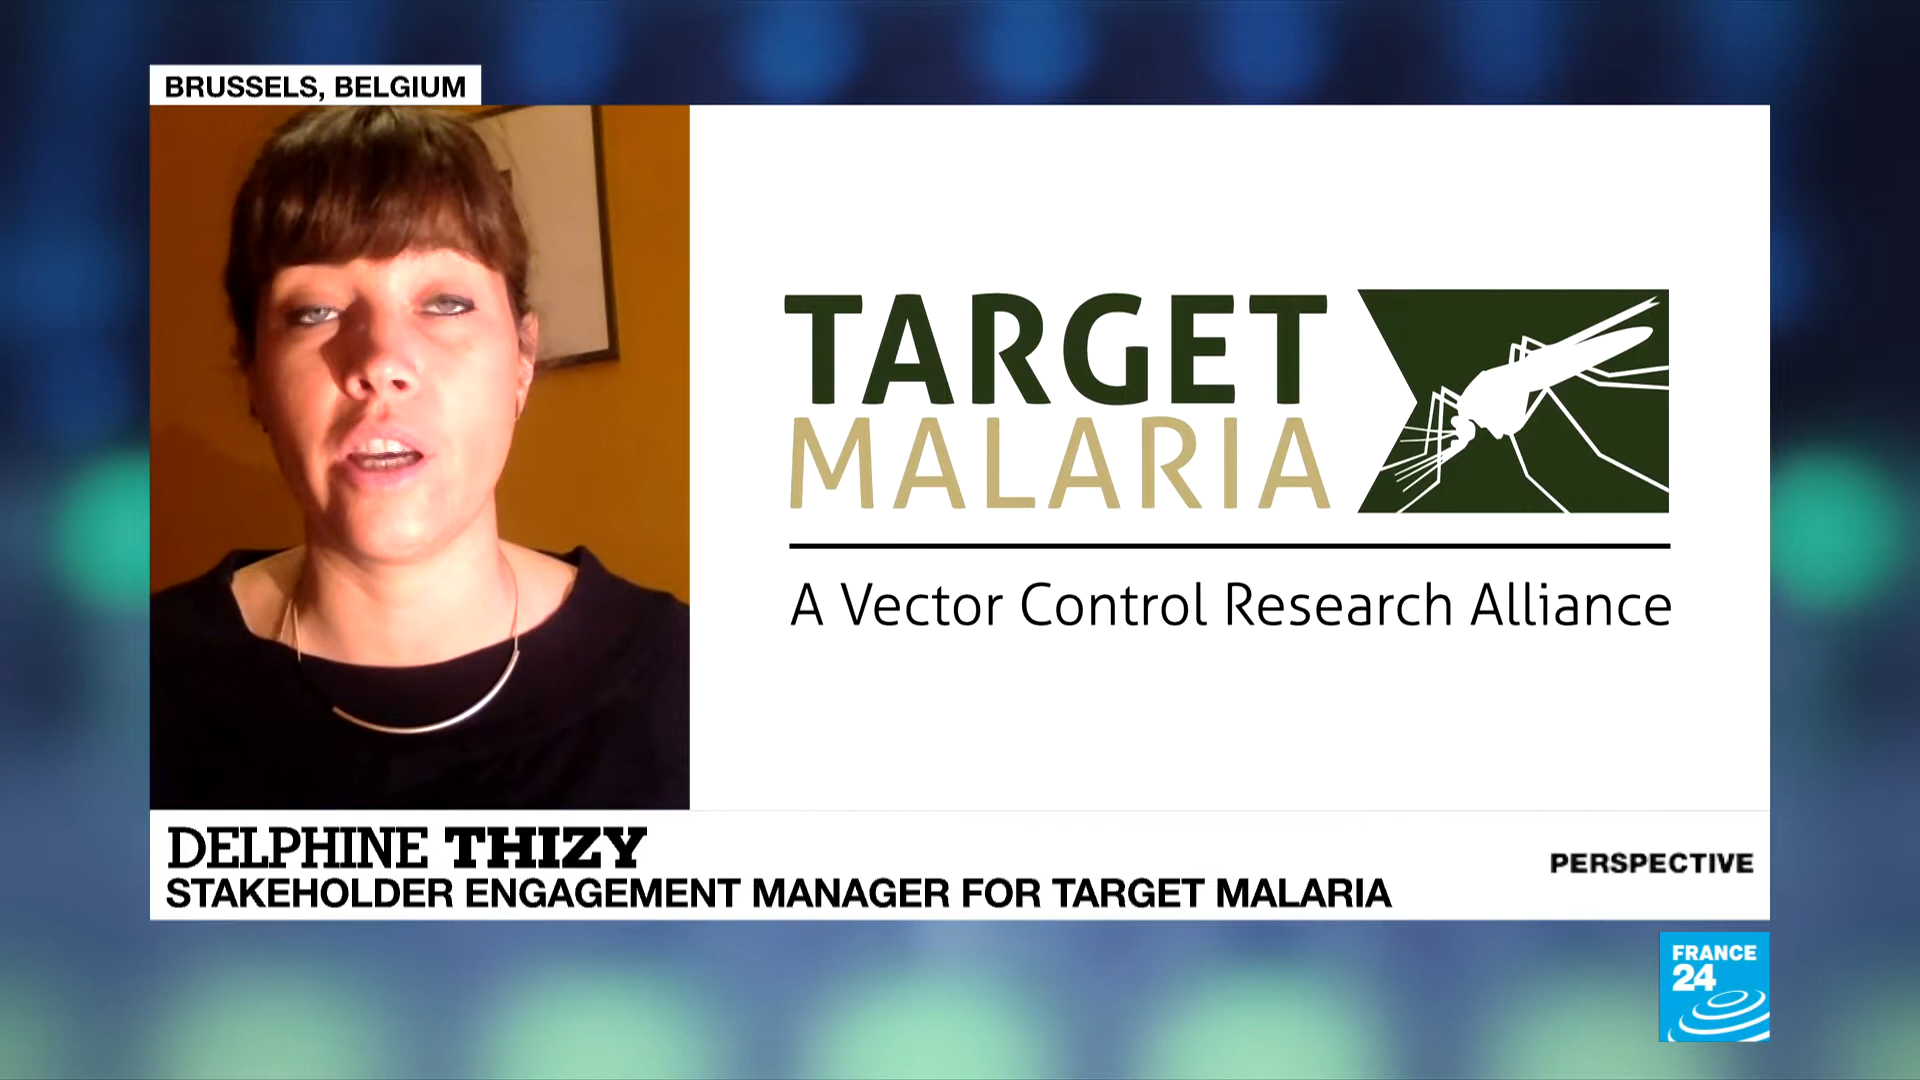 BRUSSELS, BELGIUM
TARGET
MALARIA
A Vector Control Research Alliance
DELPHINE THIZY
STAKEHOLDER ENGAGEMENT MANAGER FOR TARGET MALARIA
PERSPECTIVE
FRANCE
24